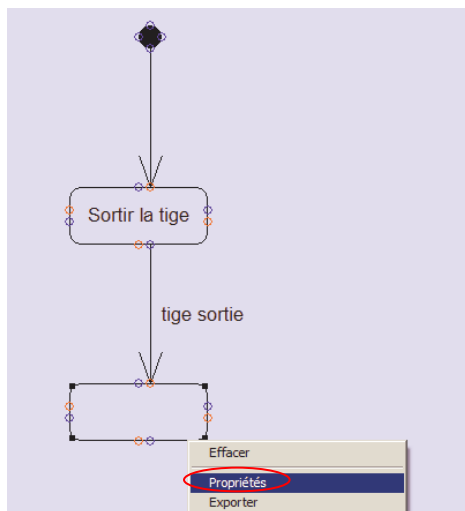 Sortir la tige
tige sortie
Effacer
Propriétés
Exporter